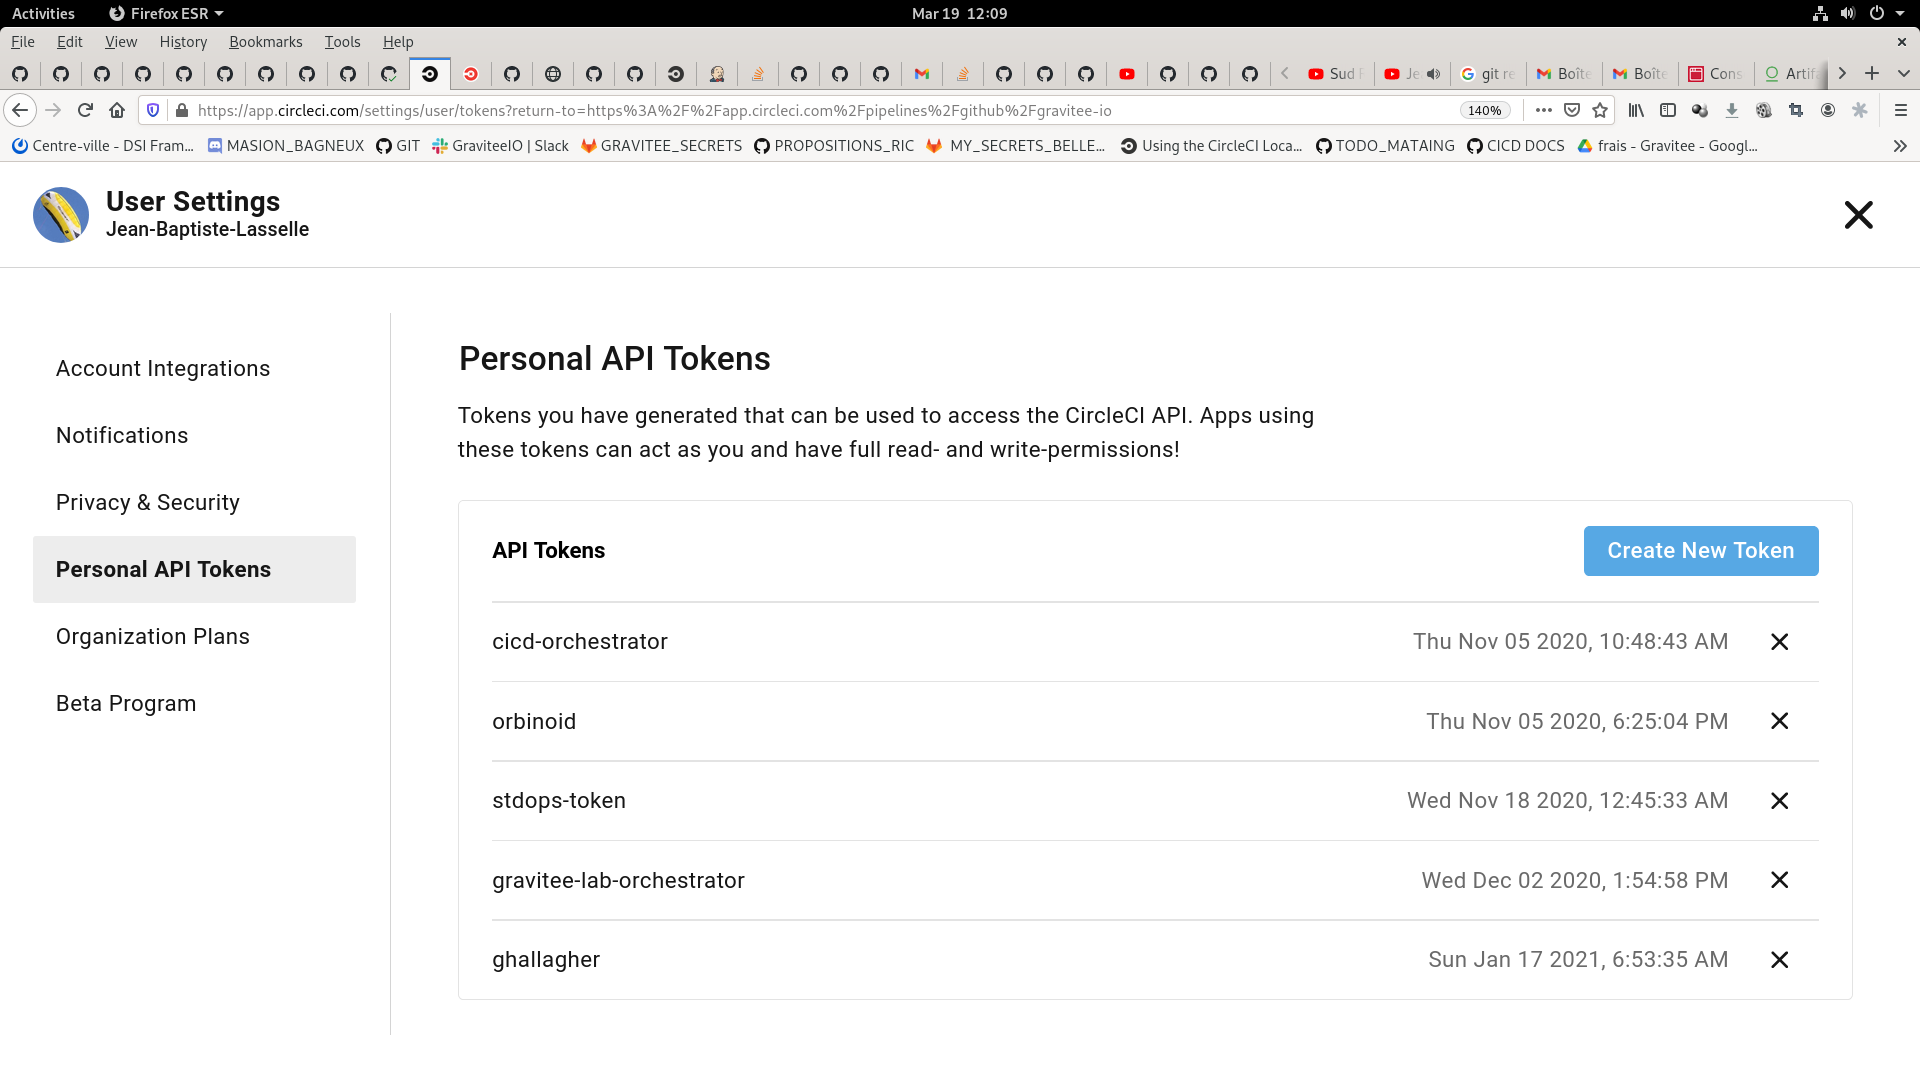 Activities Firefox ESR Mar 19 12:09
File Edit View History Bookmarks Tools Help
Sud Je git re Boîte Boîte Cons Artif
https://app.circleci.com/settings/user/tokens?return-to=https%3A%2F%2Fapp.circleci.com%2Fpipelines%2Fgithub%2Fgravitee-io 140%
Centre-ville - DSI Fram... MASION_BAGNEUX GIT GraviteeIO | Slack GRAVITEE_SECRETS PROPOSITIONS_RIC MY_SECRETS_BELLE... Using the CircleCI Loca... TODO_MATAING CICD DOCS frais - Gravitee - Googl...
User Settings
Jean-Baptiste-Lasselle
Account Integrations
Notifications
Privacy & Security
Personal API Tokens
Organization Plans
Beta Program
Personal API Tokens
Tokens you have generated that can be used to access the CircleCI API. Apps using
these tokens can act as you and have full read- and write-permissions!
API Tokens Create New Token
cicd-orchestrator Thu Nov 05 2020, 10:48:43 AM
orbinoid Thu Nov 05 2020, 6:25:04 PM
stdops-token Wed Nov 18 2020, 12:45:33 AM
gravitee-lab-orchestrator Wed Dec 02 2020, 1:54:58 PM
ghallagher Sun Jan 17 2021, 6:53:35 AM